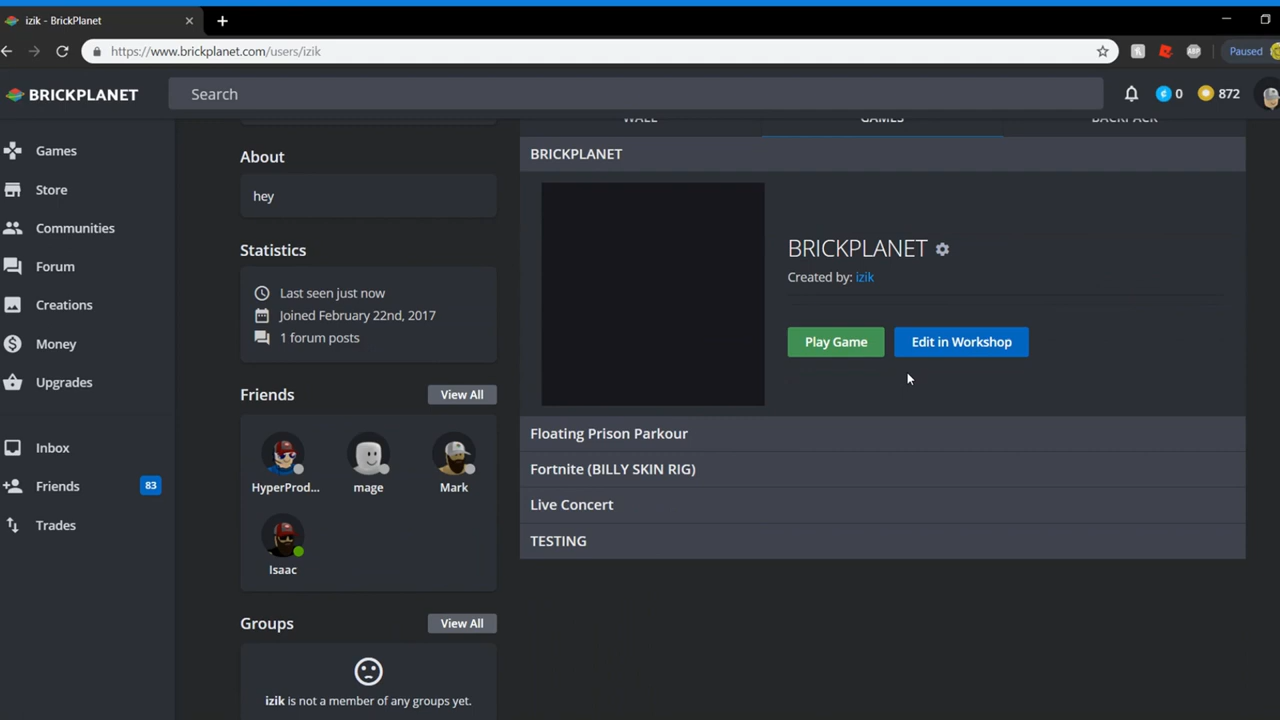 izik - BrickPlanet
https://www.brickplanet.com/users/izik
Paused
BRICKPLANET
Search
0
872
Games
Store
Communities
Forum
Creations
Money
Upgrades
Inbox
Friends
83
Trades
About
hey
Statistics
Last seen just now
Joined February 22nd, 2017
1 forum posts
Friends
View All
HyperProd...
mage
Mark
Isaac
Groups
View All
izik is not a member of any groups yet.
WALL
GAMES
BACKPACK
BRICKPLANET
BRICKPLANET
Created by: izik
Play Game
Edit in Workshop
Floating Prison Parkour
Fortnite (BILLY SKIN RIG)
Live Concert
TESTING